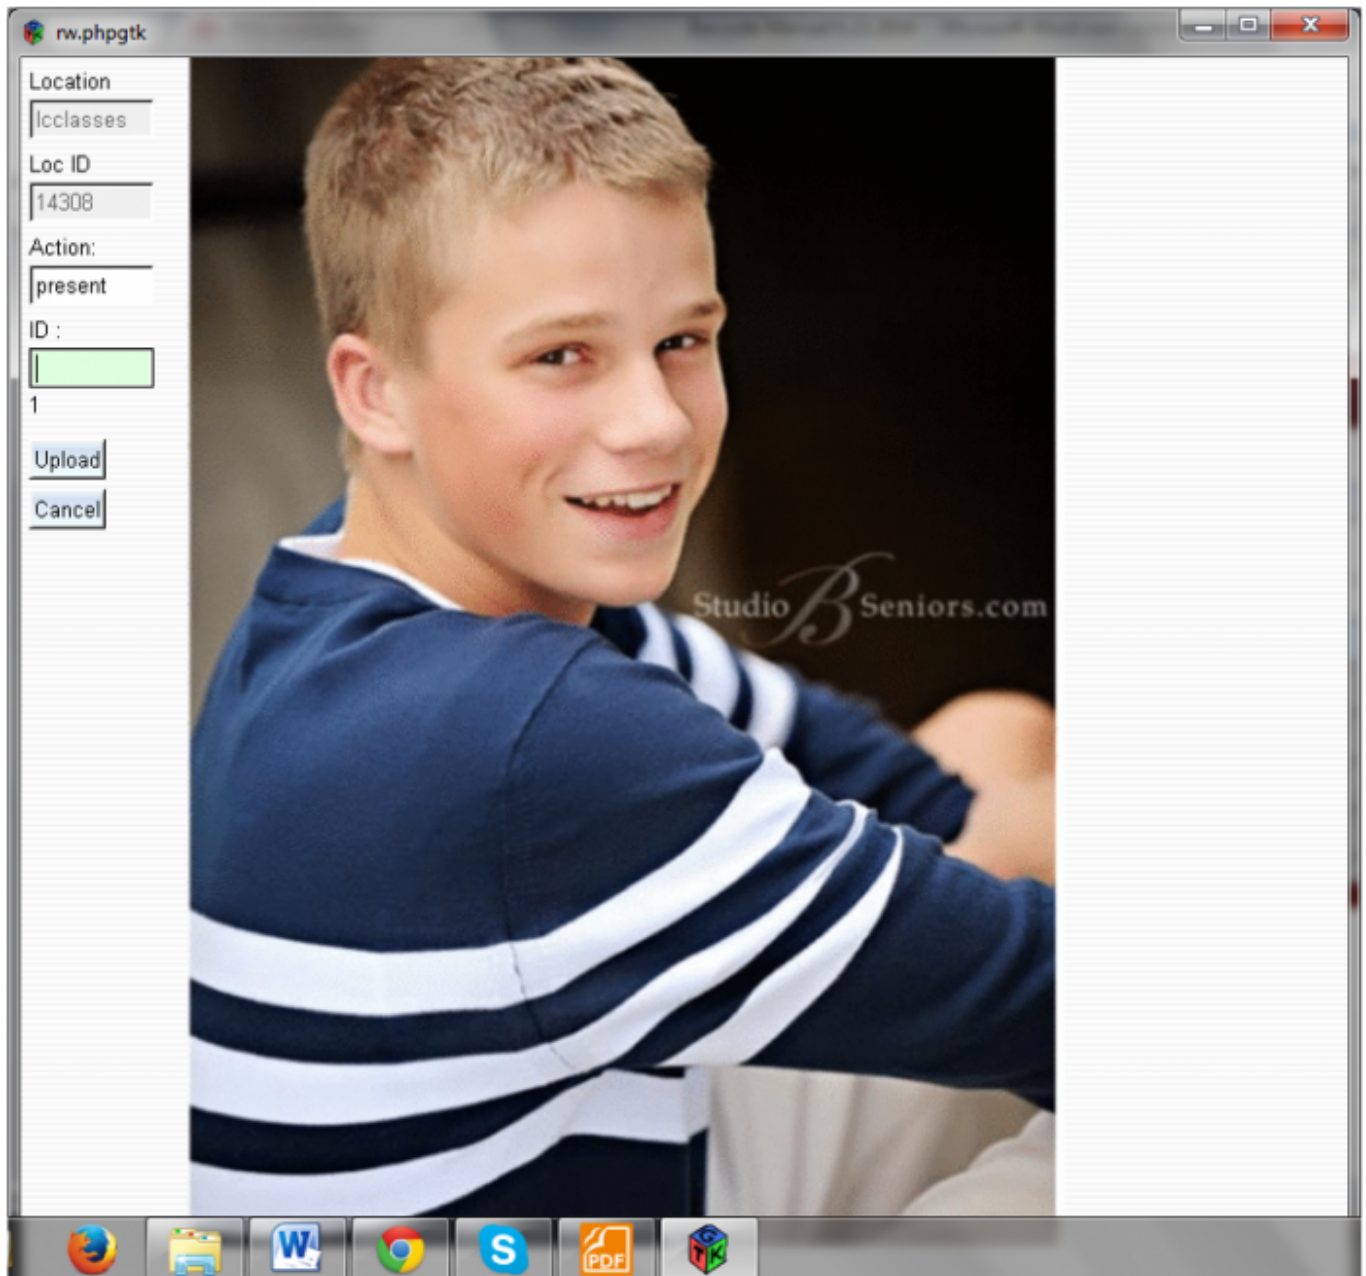 rw.phpgtk
Location
lcclasses
Loc ID
14308
Action:
present
ID :
1
Upload
Cancel
Studio B Seniors.com
W
S
PDF
G
T K